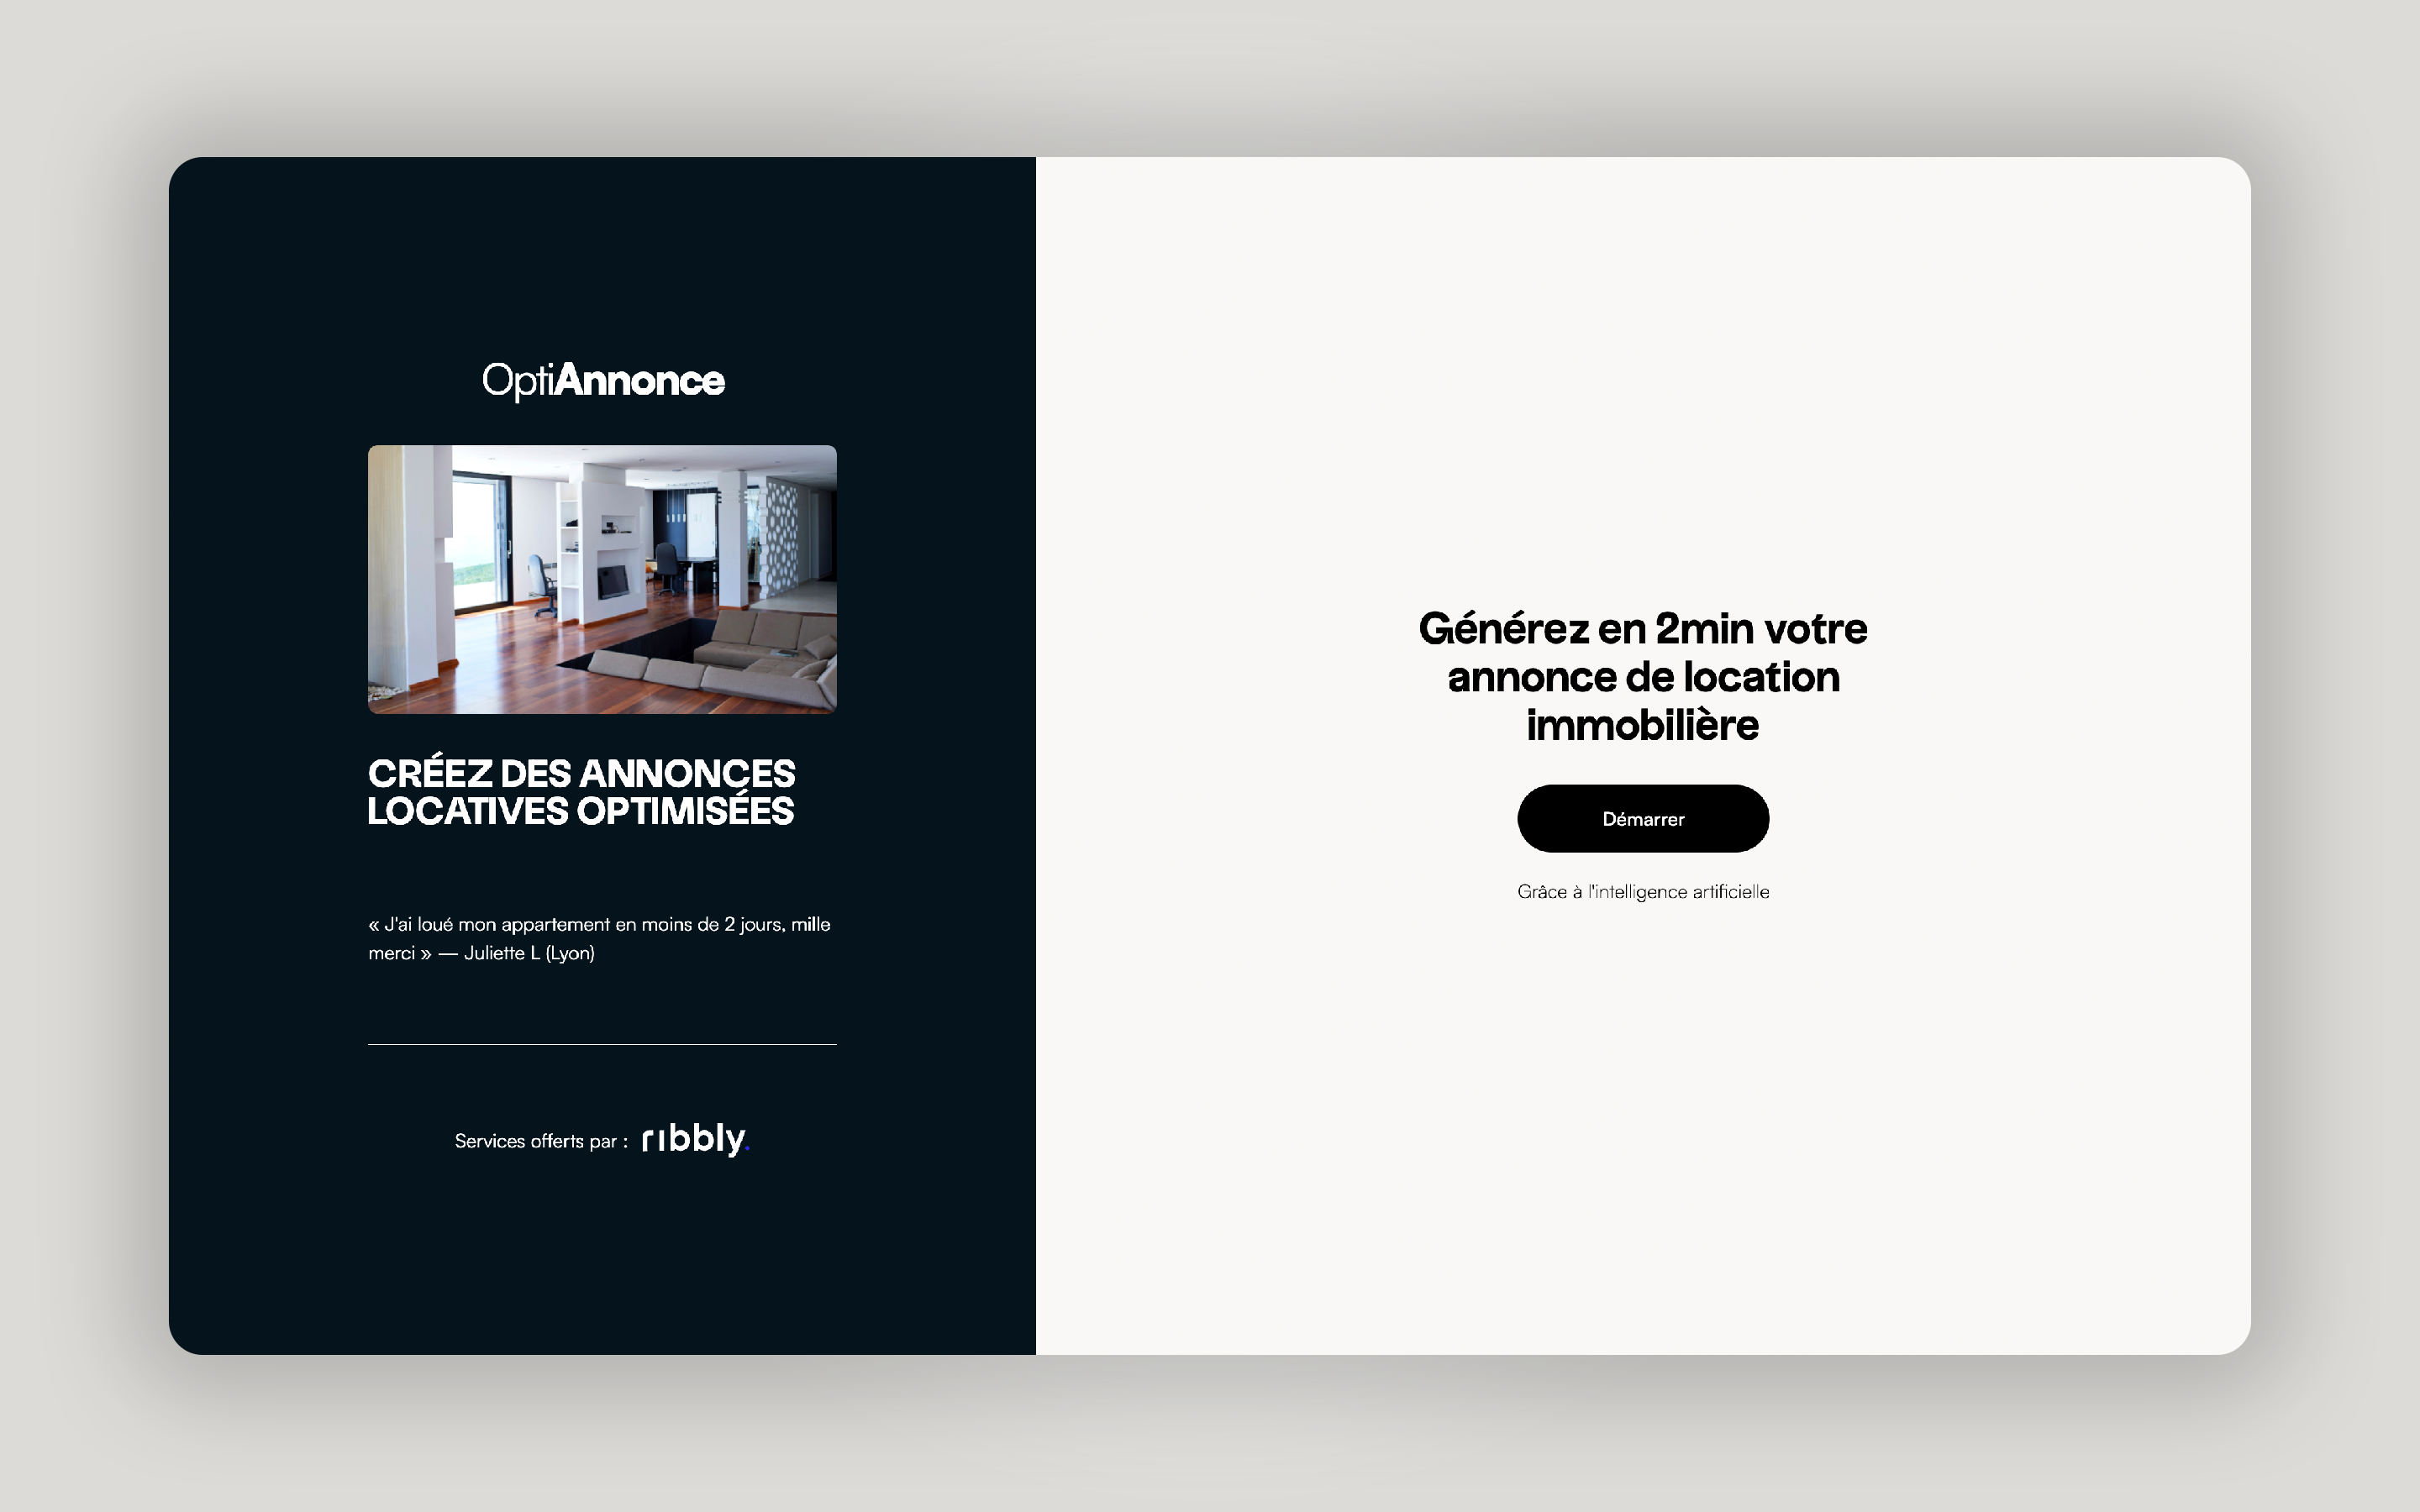 OptiAnnonce
CRÉEZ DES ANNONCES
LOCATIVES OPTIMISÉES
« J'ai loué mon appartement en moins de 2 jours, mille
merci » — Juliette L (Lyon)
Services offerts par : ribbly.
Générez en 2min votre
annonce de location
immobilière
Démarrer
Grâce à l'intelligence artificielle